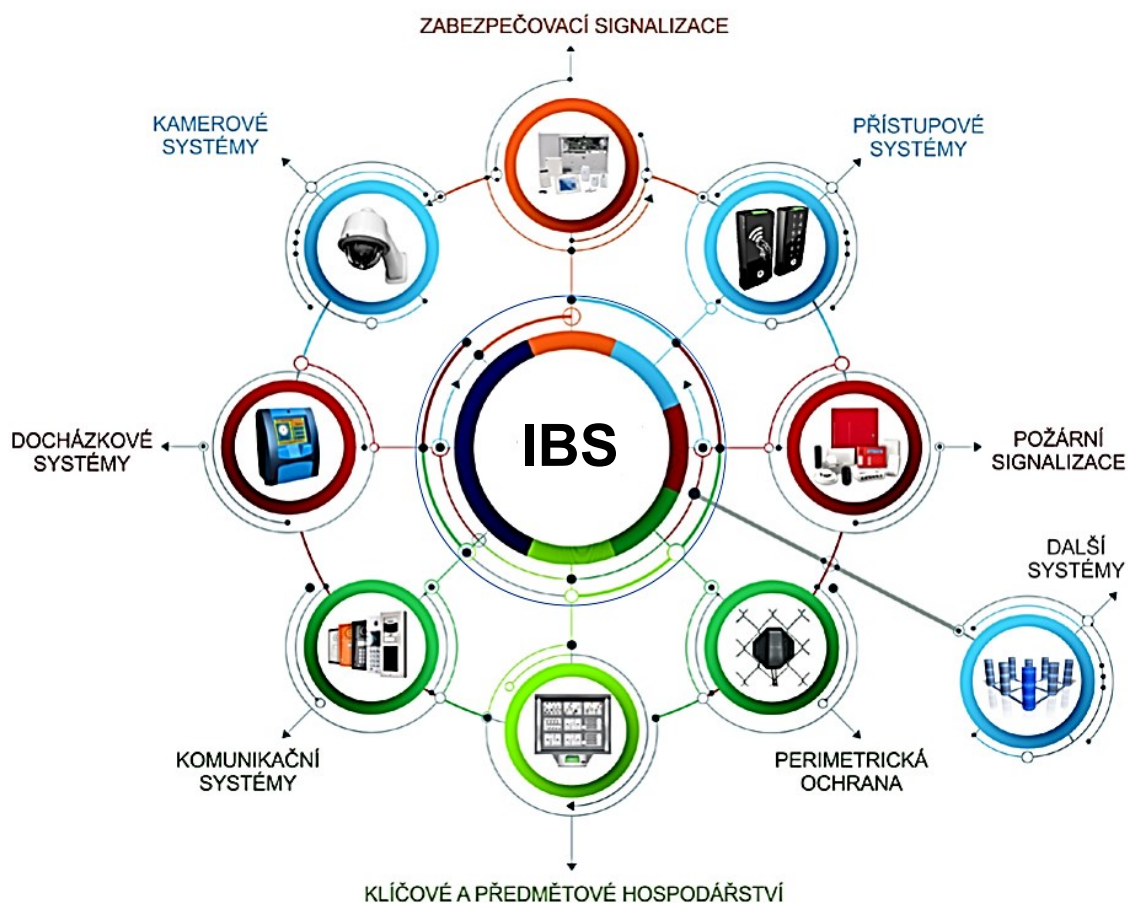 ZABEZPEČOVACÍ SIGNALIZACE
KAMEROVÉ
SYSTÉMY
PŘÍSTUPOVÉ
SYSTÉMY
DOCHÁZKOVÉ
SYSTÉMY
IBS
POŽÁRNÍ
SIGNALIZACE
DALŠÍ
SYSTÉMY
KOMUNIKAČNÍ
SYSTÉMY
PERIMETRICKÁ
OCHRANA
KLÍČOVÉ A PŘEDMĚTOVÉ HOSPODÁŘSTVÍ